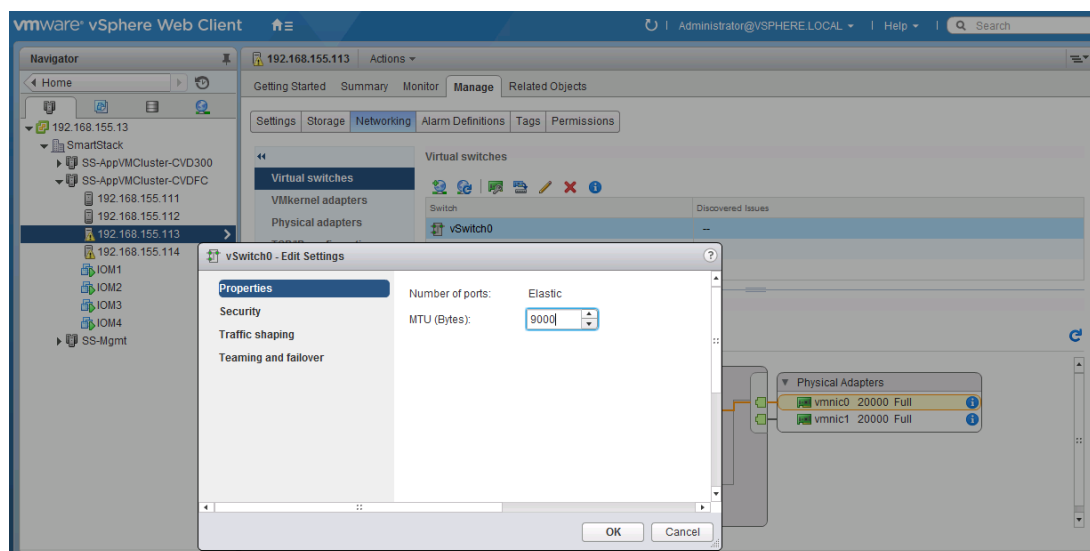 vmware® vSphere Web Client
Administrator@VSPHERE.LOCAL
Help
Search
Navigator
Home
192.168.155.13
SmartStack
SS-AppVMCluster-CVD300
SS-AppVMCluster-CVDFC
192.168.155.111
192.168.155.112
192.168.155.113
192.168.155.114
IOM1
IOM2
IOM3
IOM4
SS-Mgmt
192.168.155.113 Actions
Getting Started Summary Monitor Manage Related Objects
Settings Storage Networking Alarm Definitions Tags Permissions
Virtual switches
VMkernel adapters
Physical adapters
Virtual switches
Switch Discovered Issues
vSwitch0 --
vSwitch0 - Edit Settings
Properties
Security
Traffic shaping
Teaming and failover
Number of ports: Elastic
MTU (Bytes): 9000
OK Cancel
Physical Adapters
vmnic0 20000 Full
vmnic1 20000 Full